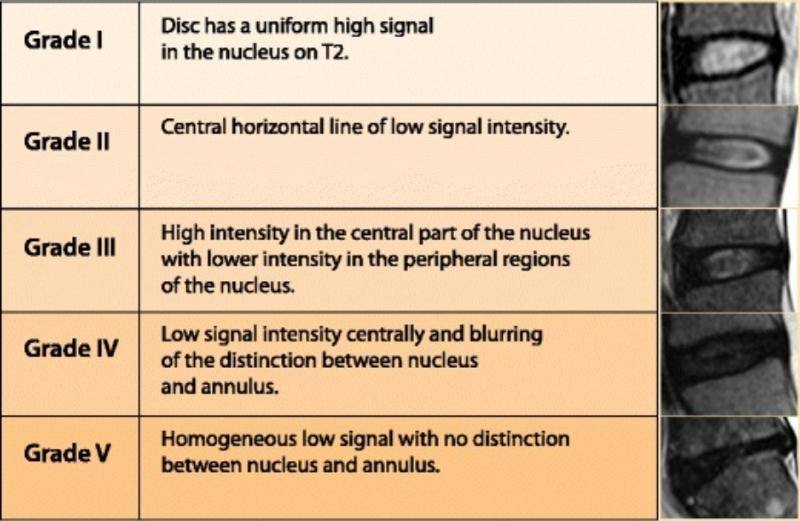 Grade I
Disc has a uniform high signal
in the nucleus on T2.
Grade II
Central horizontal line of low signal intensity.
Grade III
High intensity in the central part of the nucleus
with lower intensity in the peripheral regions
of the nucleus.
Grade IV
Low signal intensity centrally and blurring
of the distinction between nucleus
and annulus.
Grade V
Homogeneous low signal with no distinction
between nucleus and annulus.